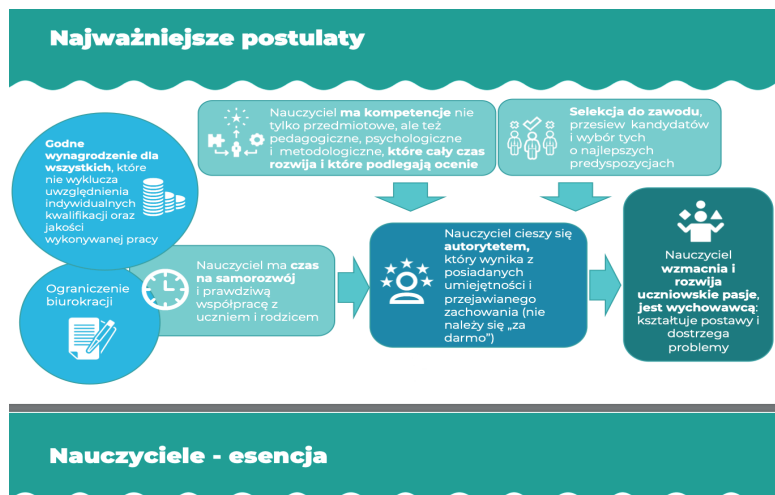 Najważniejsze postulaty
Nauczyciel ma kompetencje nie
tylko przedmiotowe, ale też
pedagogiczne, psychologiczne
i metodologiczne, które cały czas
rozwija i które podlegają ocenie
Selekcja do zawodu,
przesiew kandydatów
i wybór tych
o najlepszych
predyspozycjach
Godne
wynagrodzenie dla
wszystkich, które
nie wyklucza
uwzględnienia
indywidualnych
kwalifikacji oraz
jakości
wykonywanej pracy
Ograniczenie
biurokracji
Nauczyciel ma czas
na samorozwój
i prawdziwą
współpracę z
uczniem i rodzicem
Nauczyciel cieszy się
autorytetem,
który wynika z
posiadanych
umiejętności i
przejawianego
zachowania (nie
należy się „za
darmo”)
Nauczyciel
wzmacnia i
rozwija
uczniowskie pasje,
jest wychowawcą:
kształtuje postawy i
dostrzega
problemy
Nauczyciele - esencja